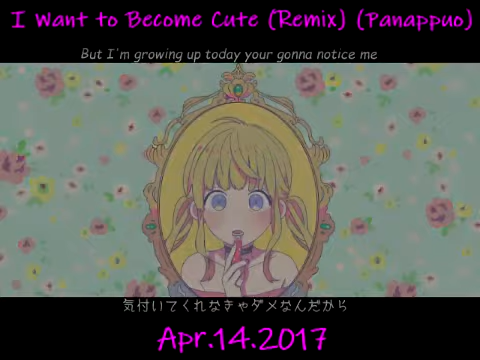 I Want to Become Cute (Remix) (Panappuo)
But I'm growing up today your gonna notice me
気付いてくれなきゃダメなんだから
Apr.14.2017